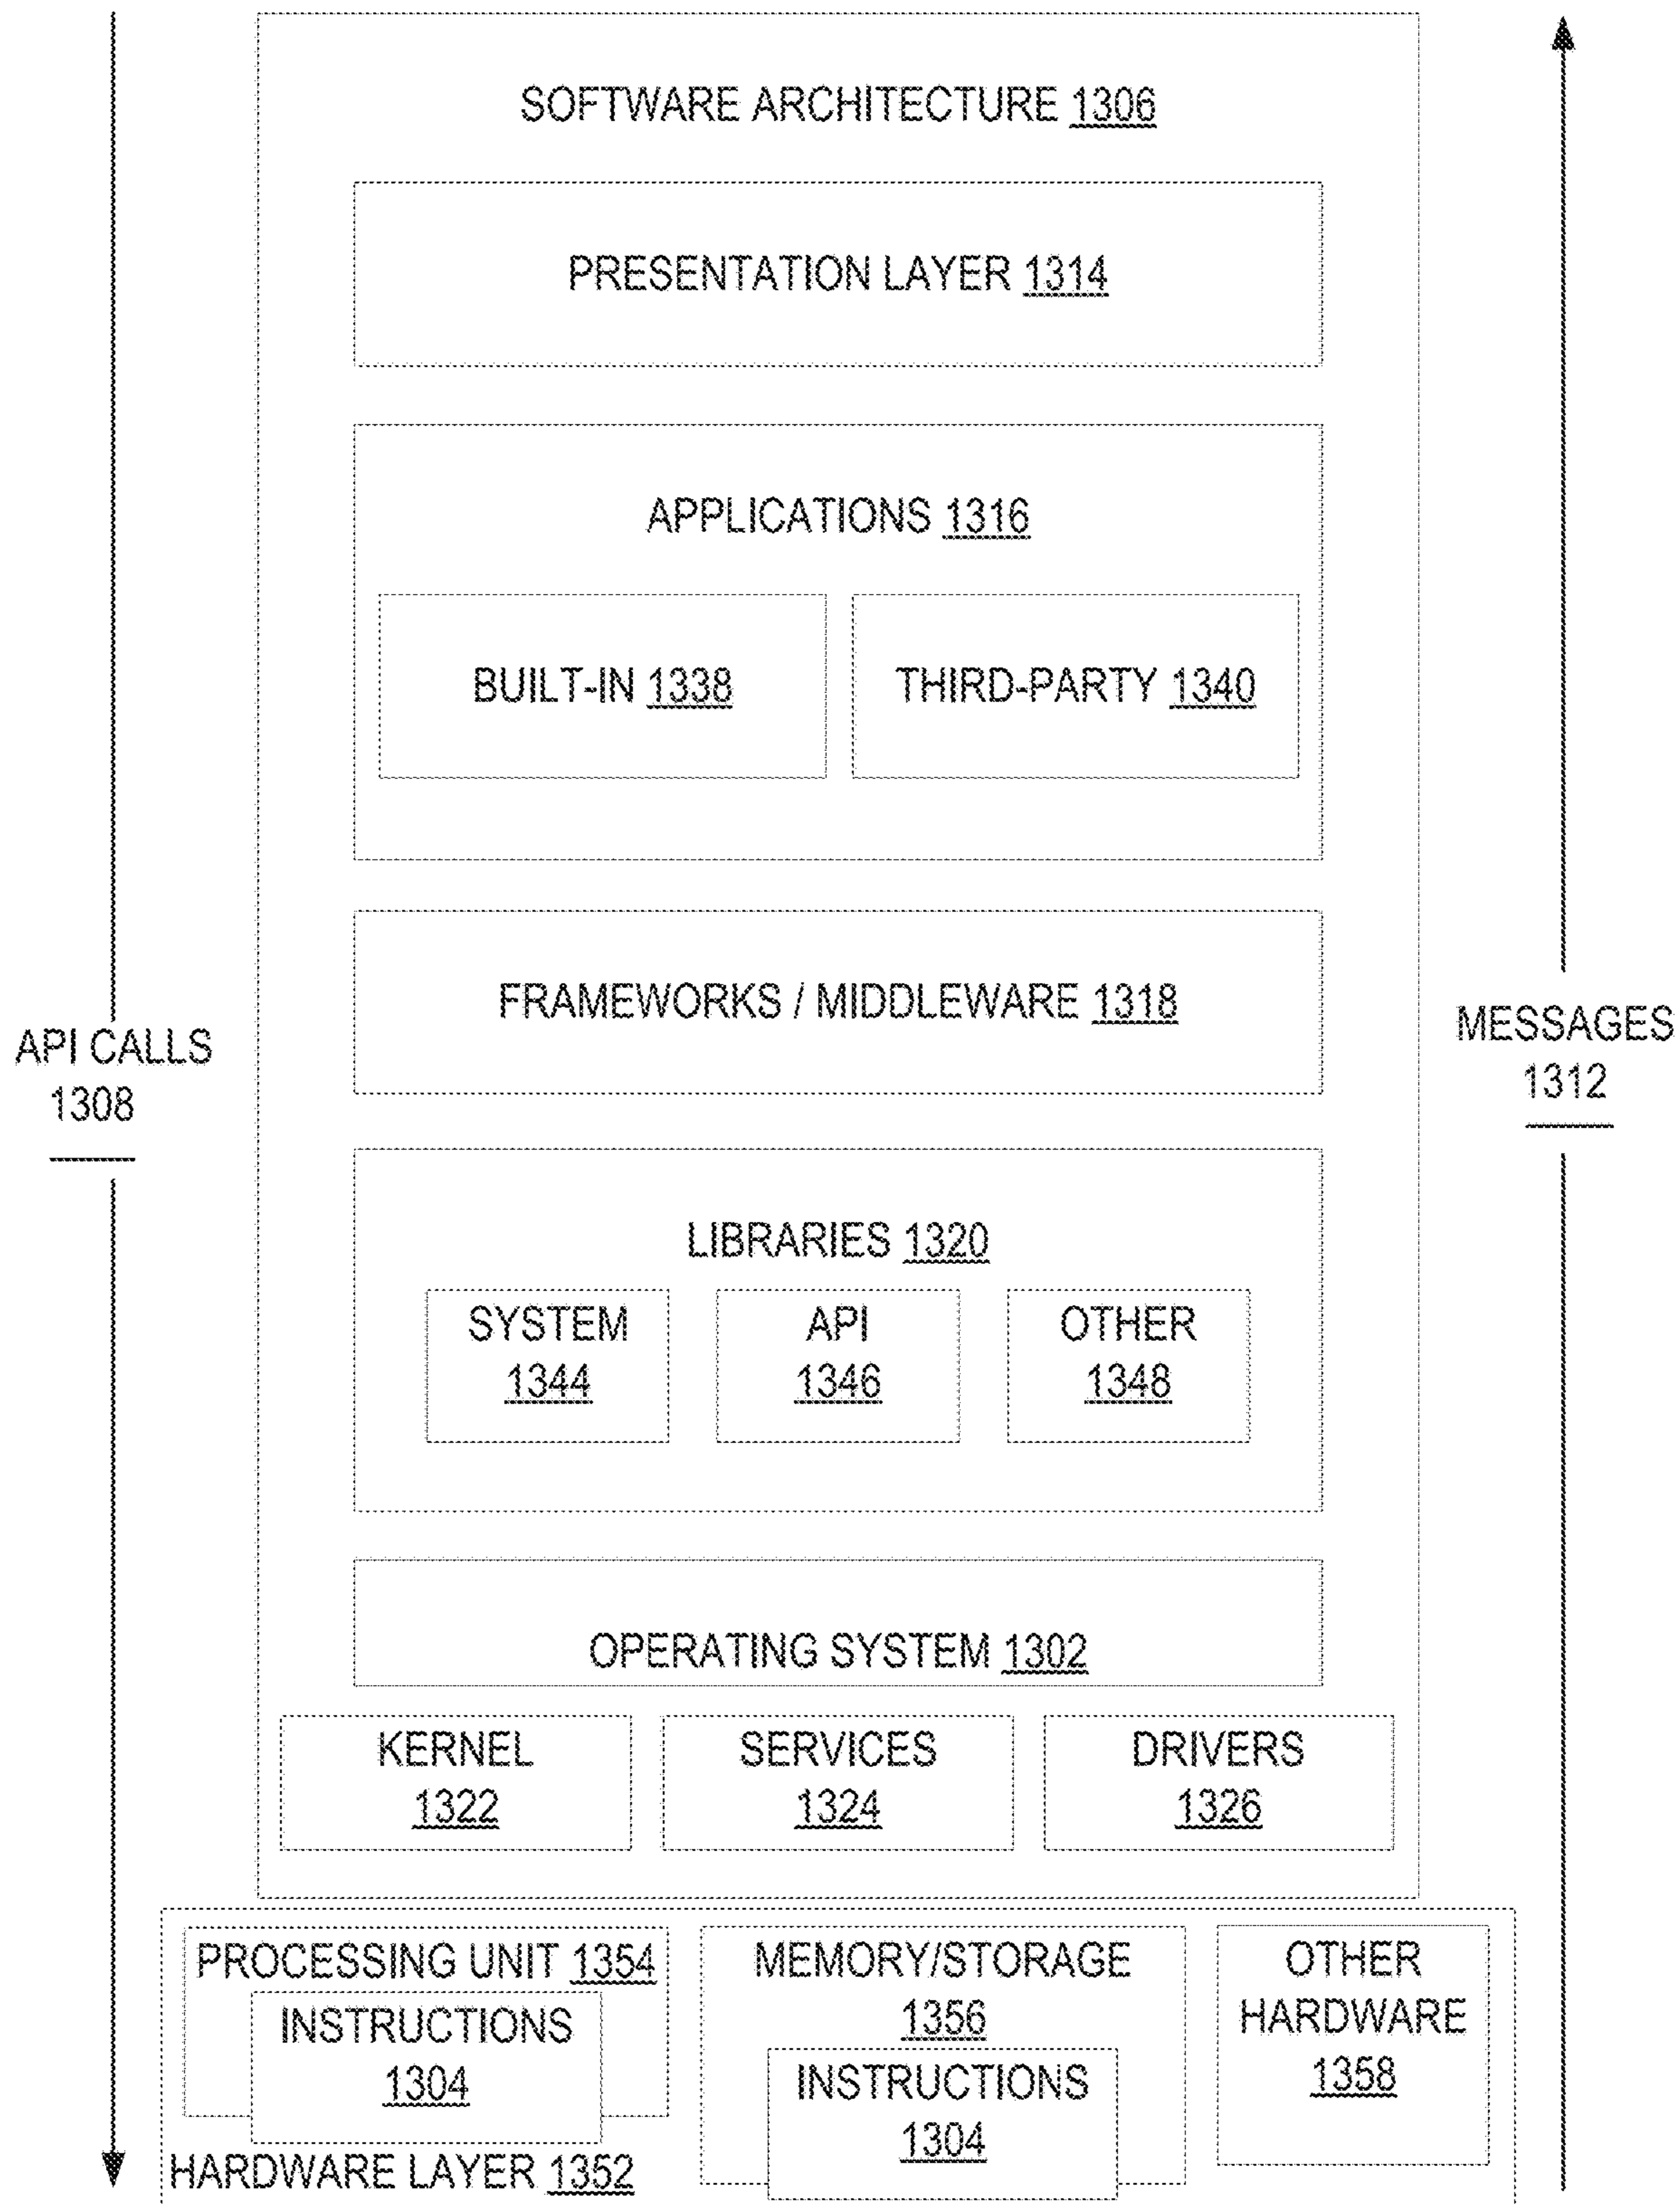 SOFTWARE ARCHITECTURE 1306
PRESENTATION LAYER 1314
APPLICATIONS 1316
BUILT-IN 1338
THIRD-PARTY 1340
FRAMEWORKS / MIDDLEWARE 1318
API CALLS
1308
MESSAGES
1312
LIBRARIES 1320
SYSTEM
1344
API
1346
OTHER
1348
OPERATING SYSTEM 1302
KERNEL
1322
SERVICES
1324
DRIVERS
1326
PROCESSING UNIT 1354
INSTRUCTIONS
1304
MEMORY/STORAGE
1356
INSTRUCTIONS
1304
OTHER
HARDWARE
1358
HARDWARE LAYER 1352